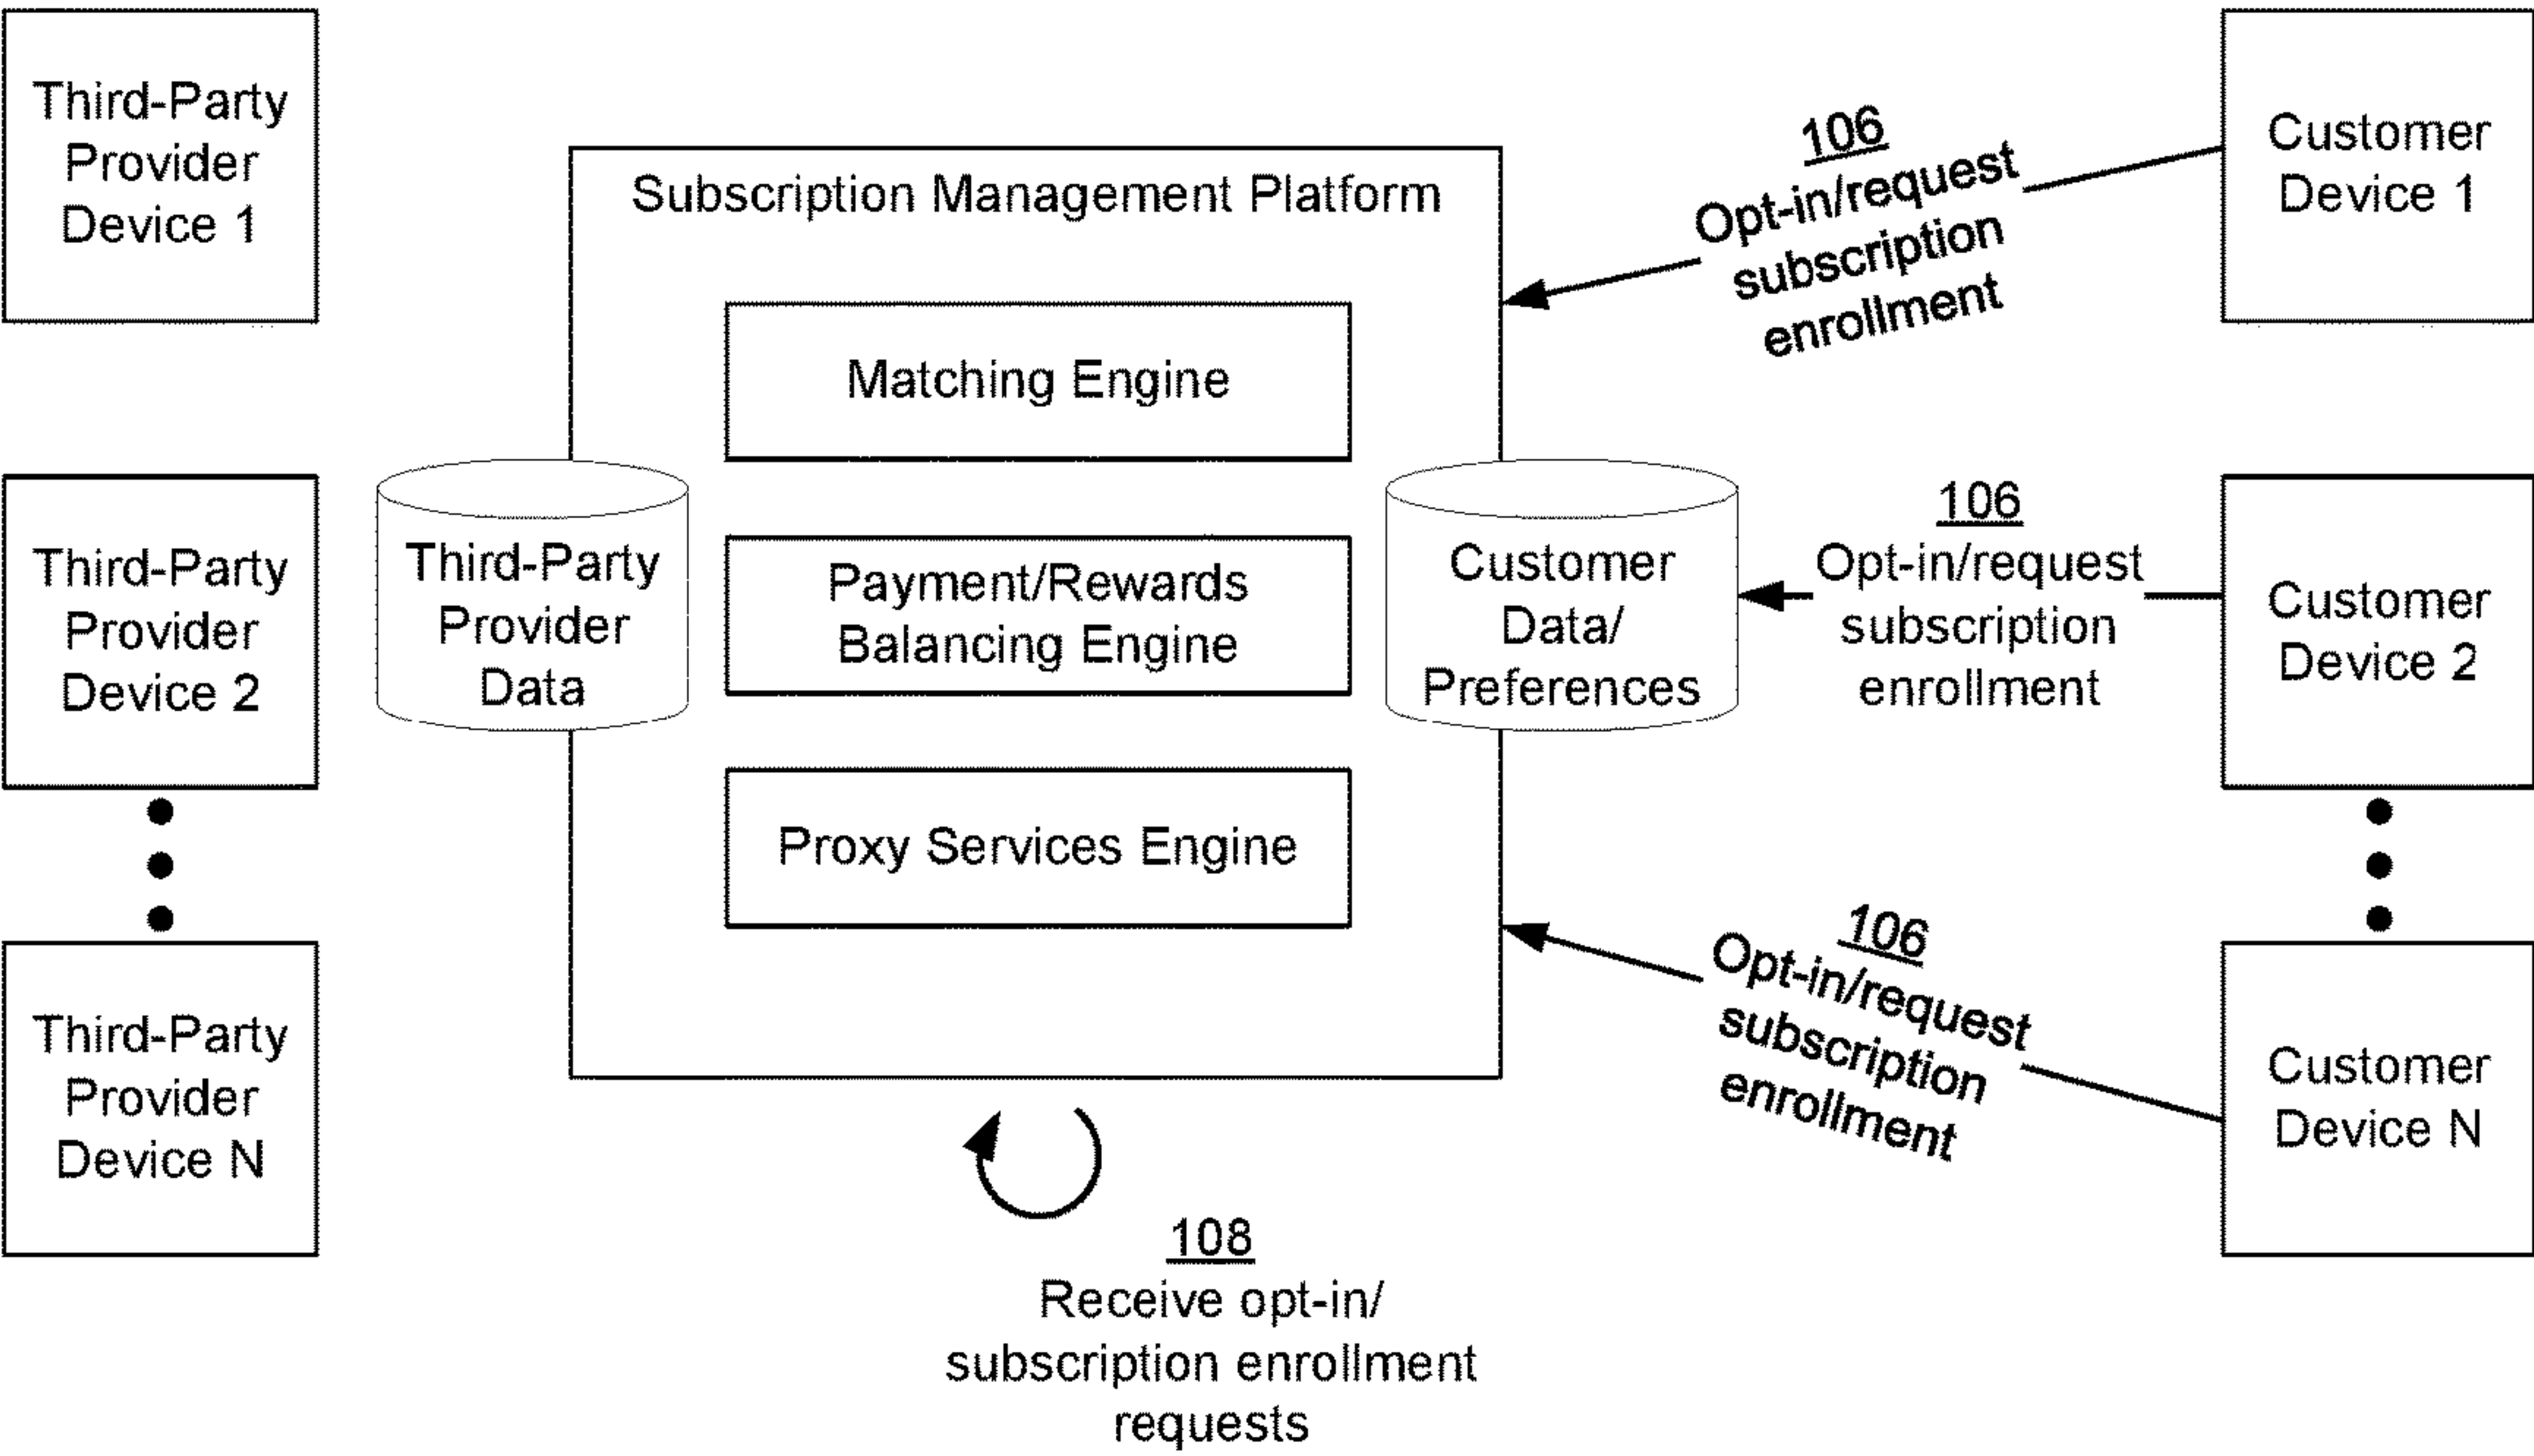 Third-Party
Provider
Device 1
Third-Party
Provider
Device 2
Third-Party
Provider
Device N
Subscription Management Platform
Matching Engine
Third-Party
Provider
Data
Payment/Rewards
Balancing Engine
Proxy Services Engine
Customer
Data/
Preferences
106
Opt-in/request
subscription
enrollment
106
Opt-in/request
subscription
enrollment
106
Opt-in/request
subscription
enrollment
Customer
Device 1
Customer
Device 2
Customer
Device N
108
Receive opt-in/
subscription enrollment
requests